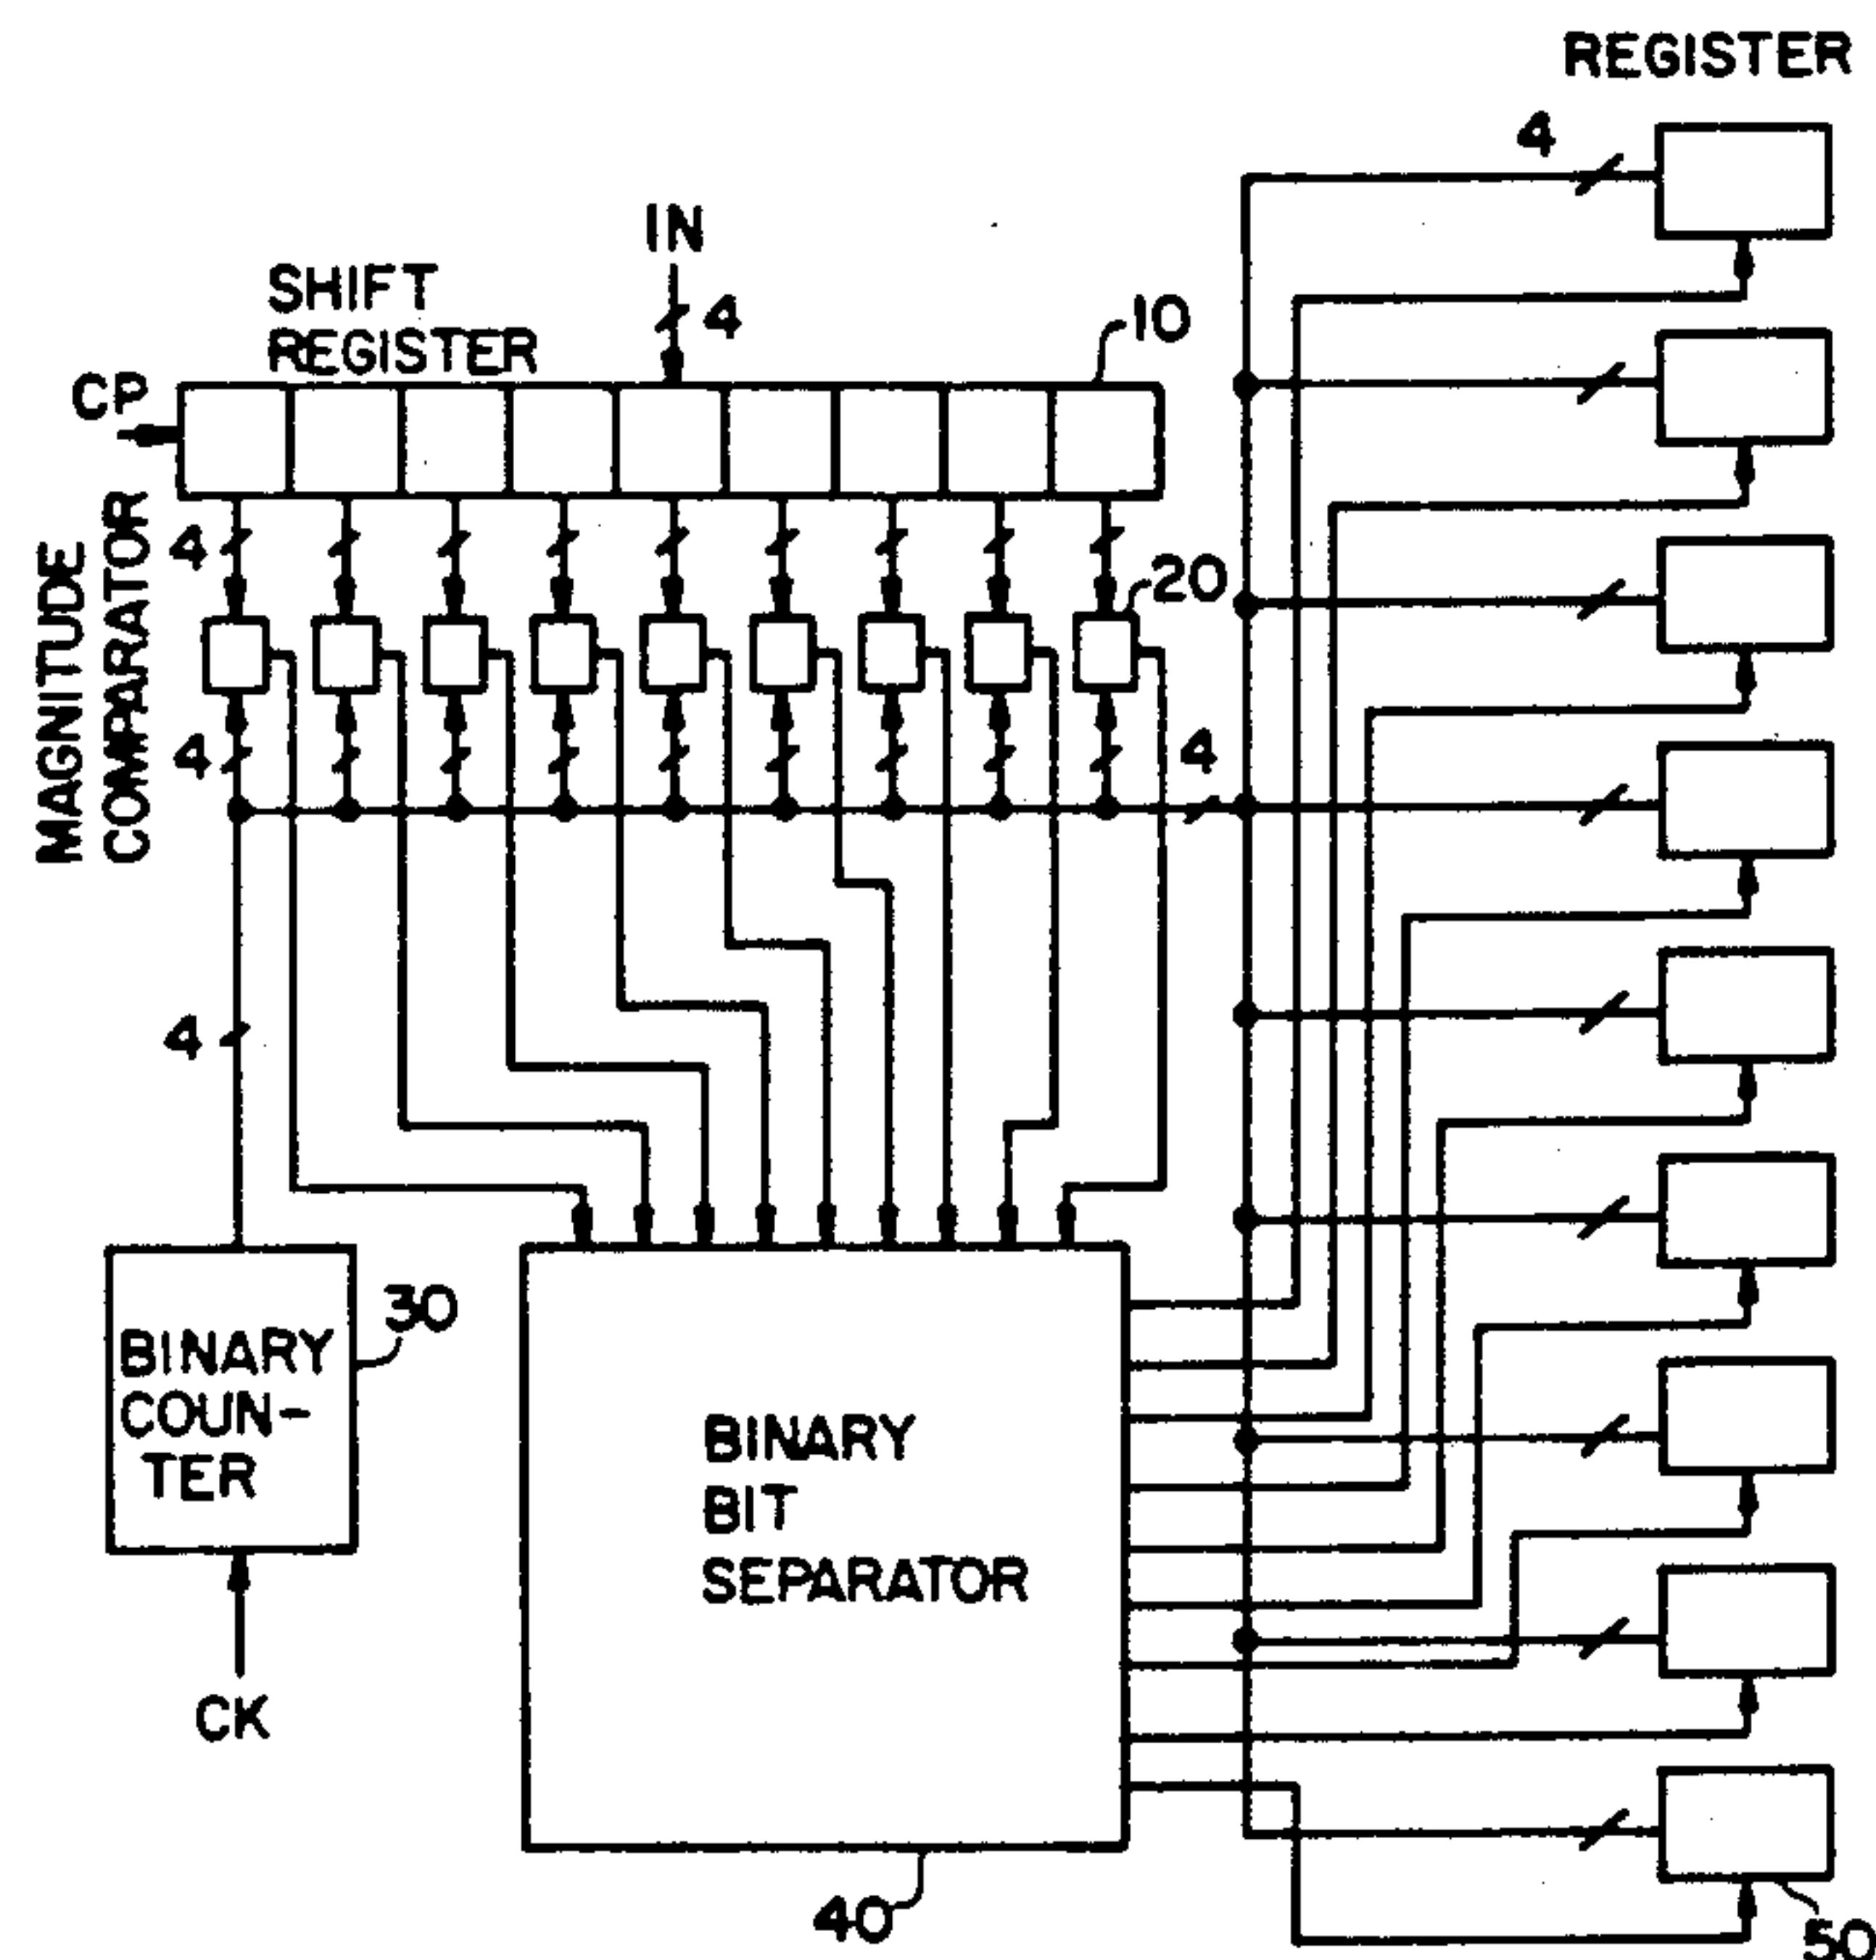 REGISTER
4
IN
4
SHIFT
REGISTER
10
CP
MAGNITUDE
COMPARATOR
4
20
4
4
4
30
BINARY
COUN-
TER
BINARY
BIT
SEPARATOR
CK
40
50